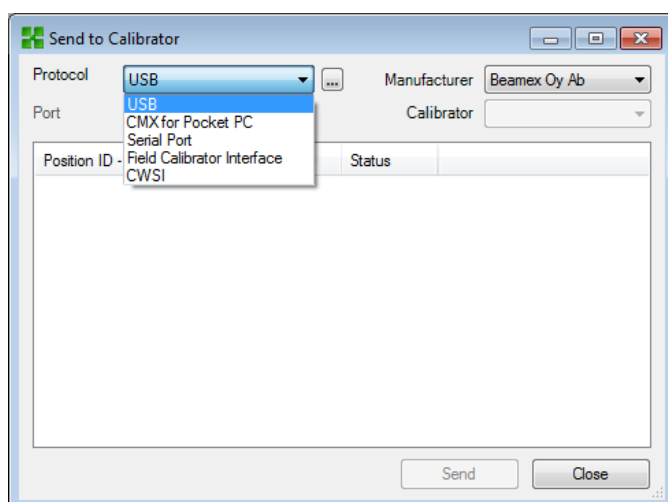 Send to Calibrator
Protocol USB ... Manufacturer Beamex Oy Ab
Port Calibrator
USB
CMX for Pocket PC
Serial Port
Field Calibrator Interface
CWSI
Position ID - Status
Send Close